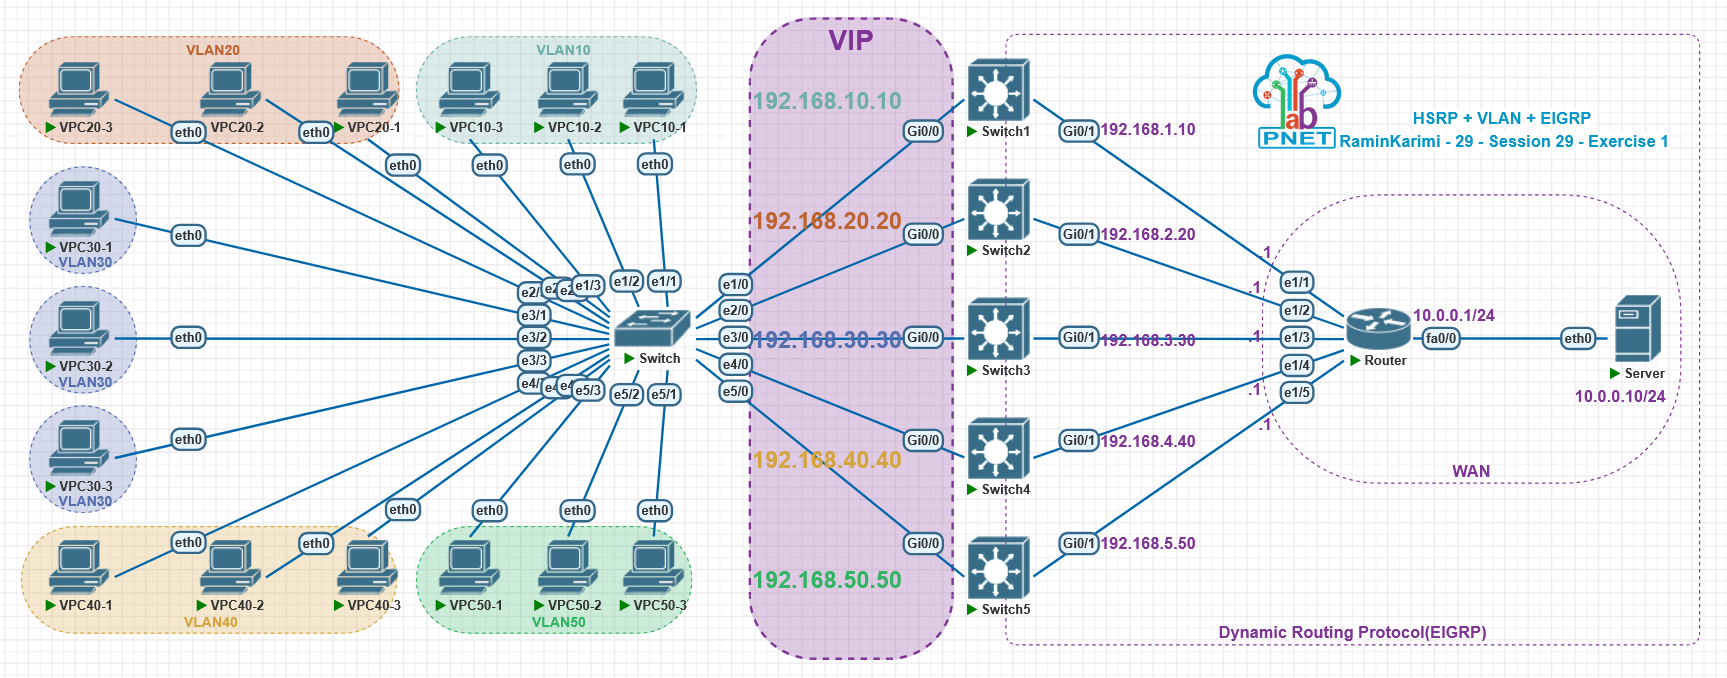 VLAN20
VPC20-3
VPC20-2
VPC20-1
eth0
eth0
eth0
VLAN10
VPC10-3
VPC10-2
VPC10-1
eth0
eth0
eth0
VPC30-1
VLAN30
eth0
VPC30-2
VLAN30
eth0
VPC30-3
VLAN30
eth0
VPC40-1
VPC40-2
VPC40-3
VLAN40
eth0
eth0
eth0
VPC50-1
VPC50-2
VPC50-3
VLAN50
eth0
eth0
eth0
e1/3
e1/2
e1/1
e3/1
e3/2
e3/3
e5/3
e5/2
e5/1
Switch
e1/0
e2/0
e3/0
e4/0
e5/0
VIP
192.168.10.10
192.168.20.20
192.168.30.30
192.168.40.40
192.168.50.50
Gi0/0
Gi0/0
Gi0/0
Gi0/0
Gi0/0
Switch1
Switch2
Switch3
Switch4
Switch5
Gi0/1
192.168.1.10
Gi0/1
192.168.2.20
Gi0/1
192.168.3.30
Gi0/1
192.168.4.40
Gi0/1
192.168.5.50
lab
PNET
HSRP + VLAN + EIGRP
RaminKarimi - 29 - Session 29 - Exercise 1
.1
.1
.1
.1
.1
e1/1
e1/2
e1/3
e1/4
e1/5
Router
10.0.0.1/24
fa0/0
eth0
Server
10.0.0.10/24
WAN
Dynamic Routing Protocol(EIGRP)